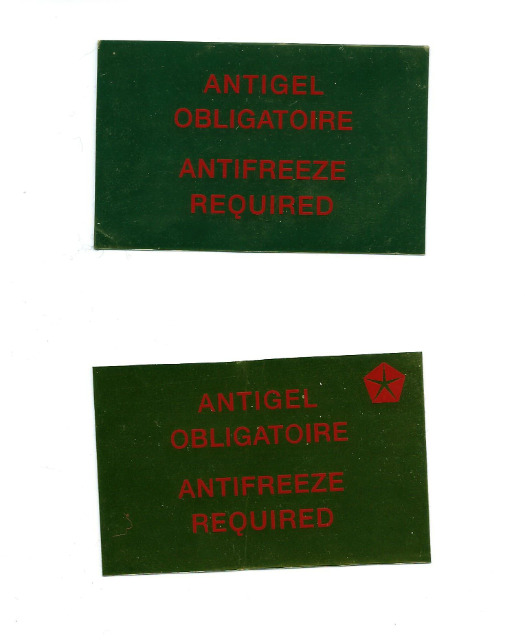 ANTIGEL
OBLIGATOIRE
ANTIFREEZE
REQUIRED
ANTIGEL
OBLIGATOIRE
ANTIFREEZE
REQUIRED